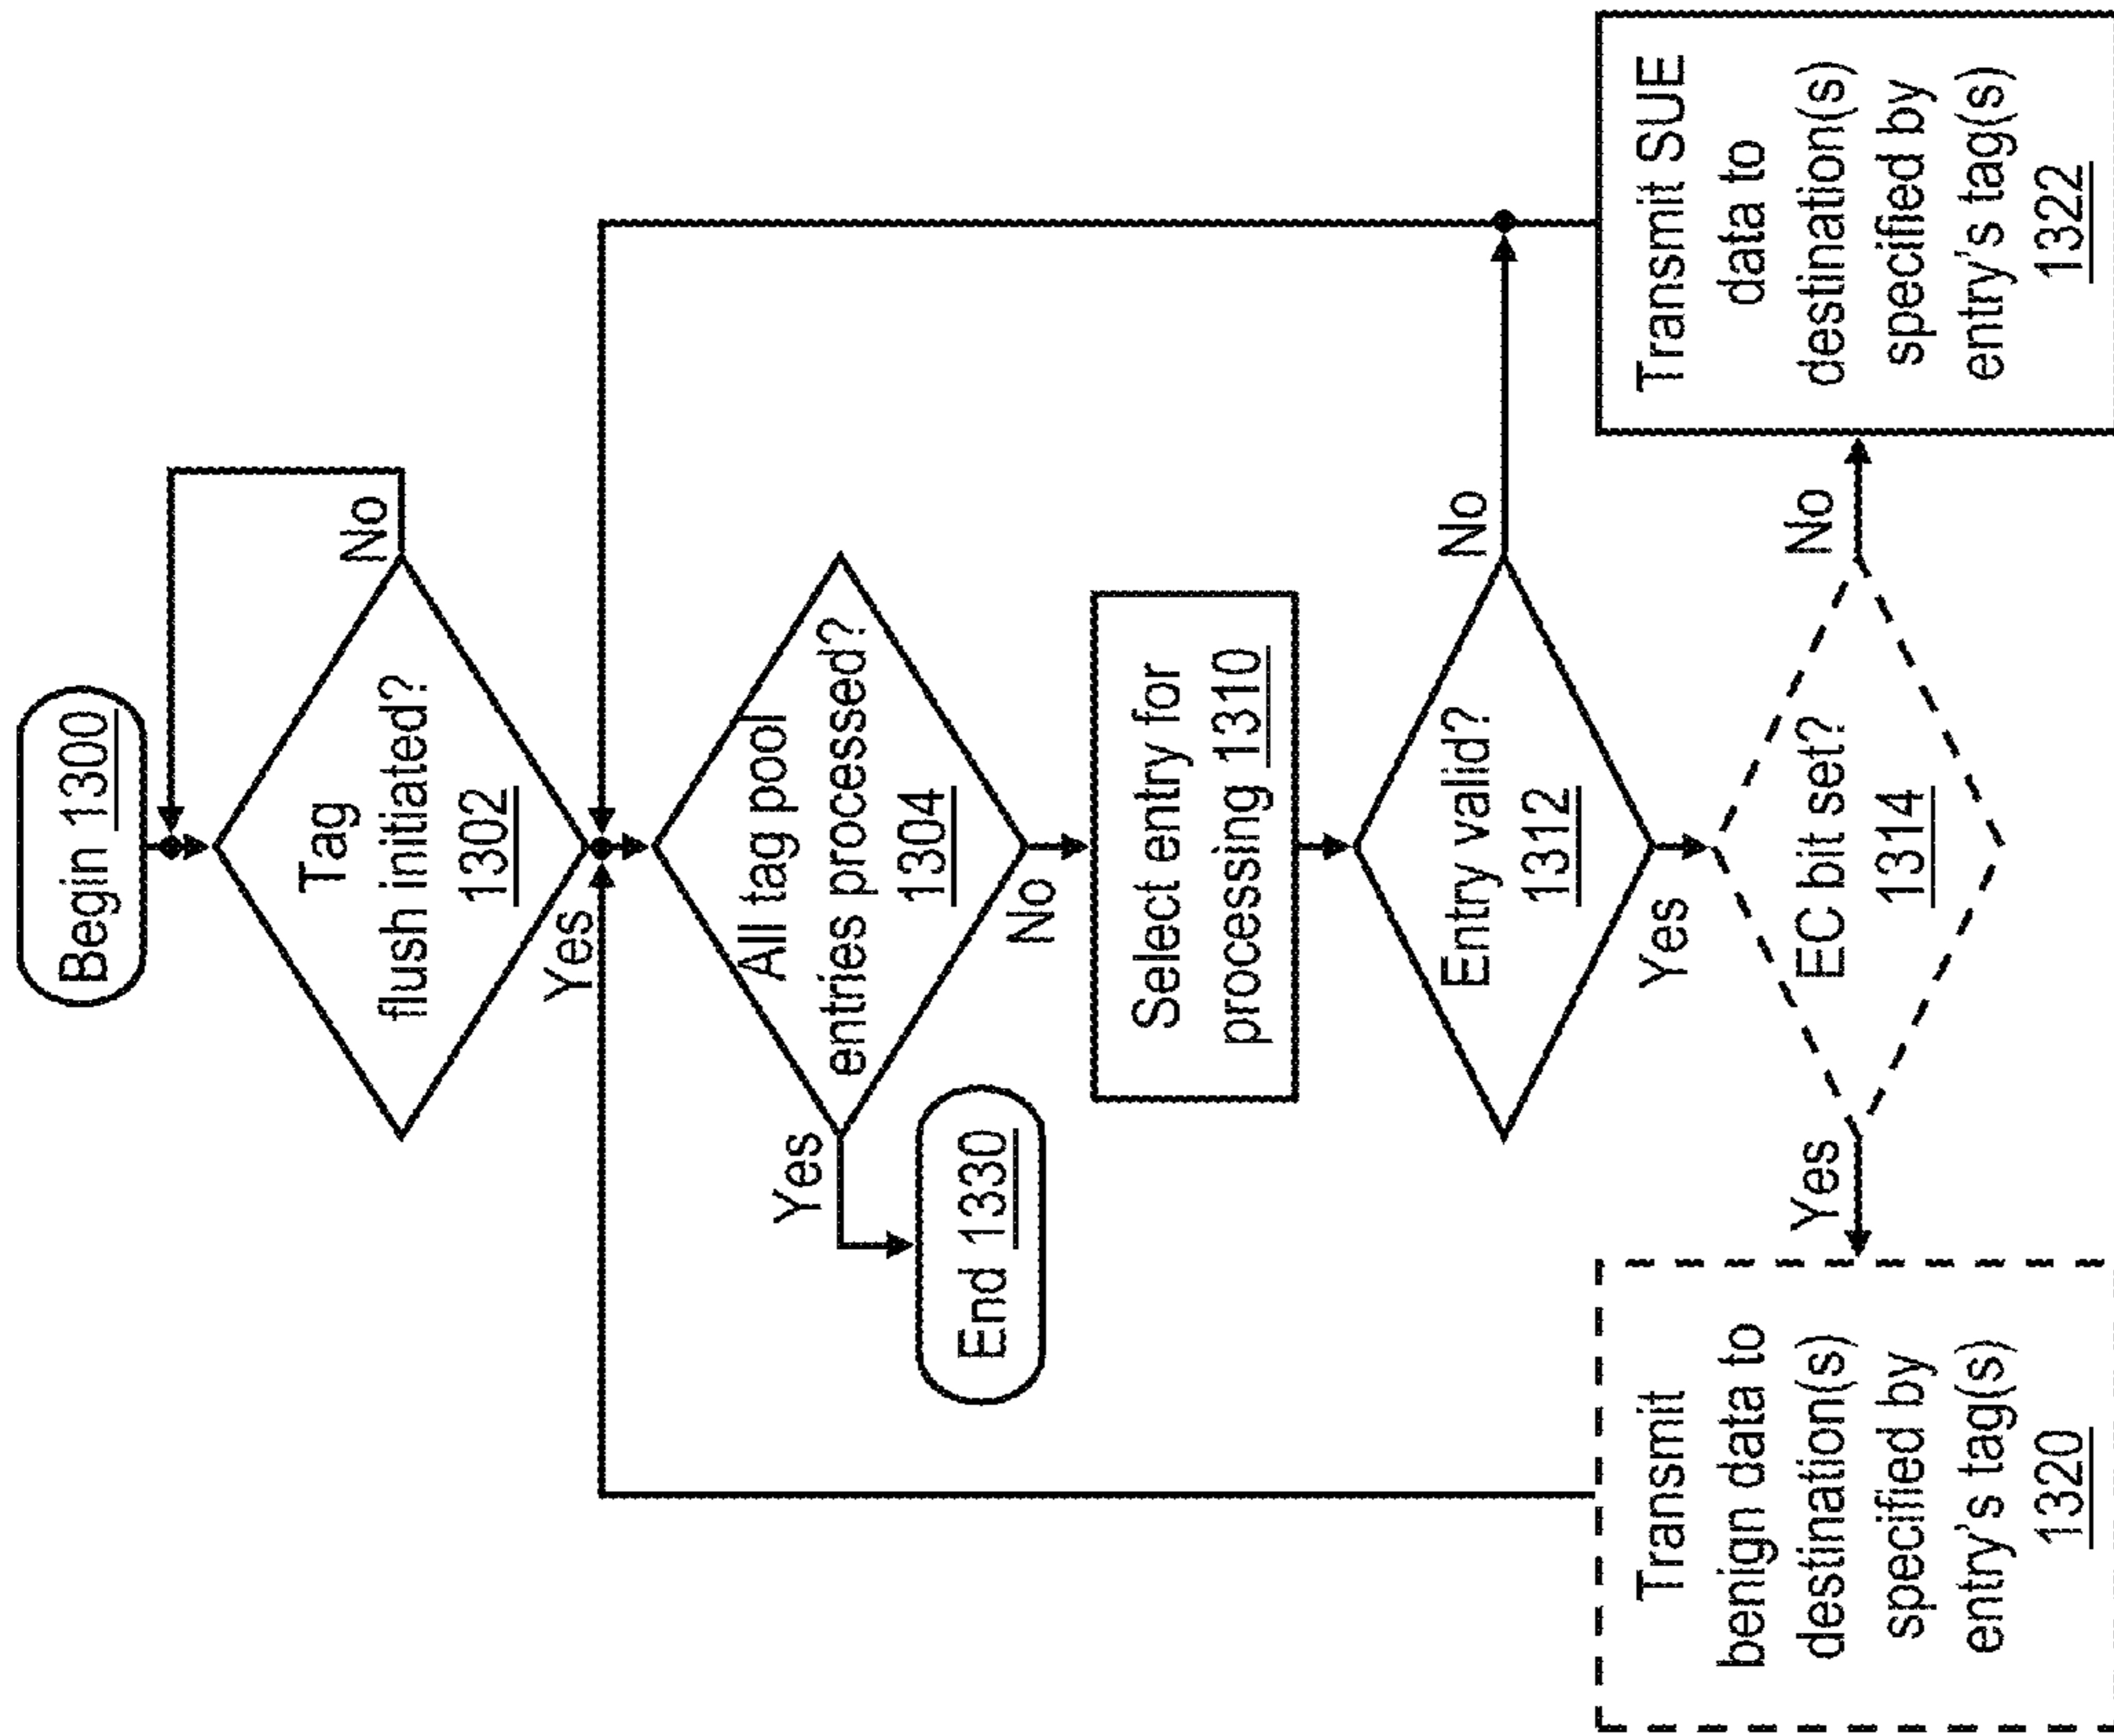 Begin 1300
Tag
flush initiated?
1302
No
Yes
All tag pool
entries processed?
1304
Yes
No
End 1330
Select entry for
processing 1310
Entry valid?
1312
No
Yes
EC bit set?
1314
Yes
No
Transmit
benign data to
destination(s)
specified by
entry's tag(s)
1320
Transmit SUE
data to
destination(s)
specified by
entry's tag(s)
1322